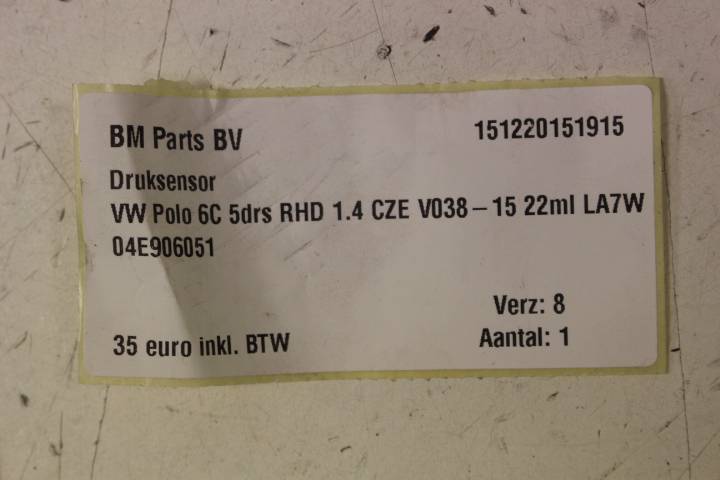 BM Parts BV 151220151915
Druksensor
VW Polo 6C 5drs RHD 1.4 CZE V038-15 22ml LA7W
04E906051
Verz: 8
35 euro inkl. BTW Aantal: 1